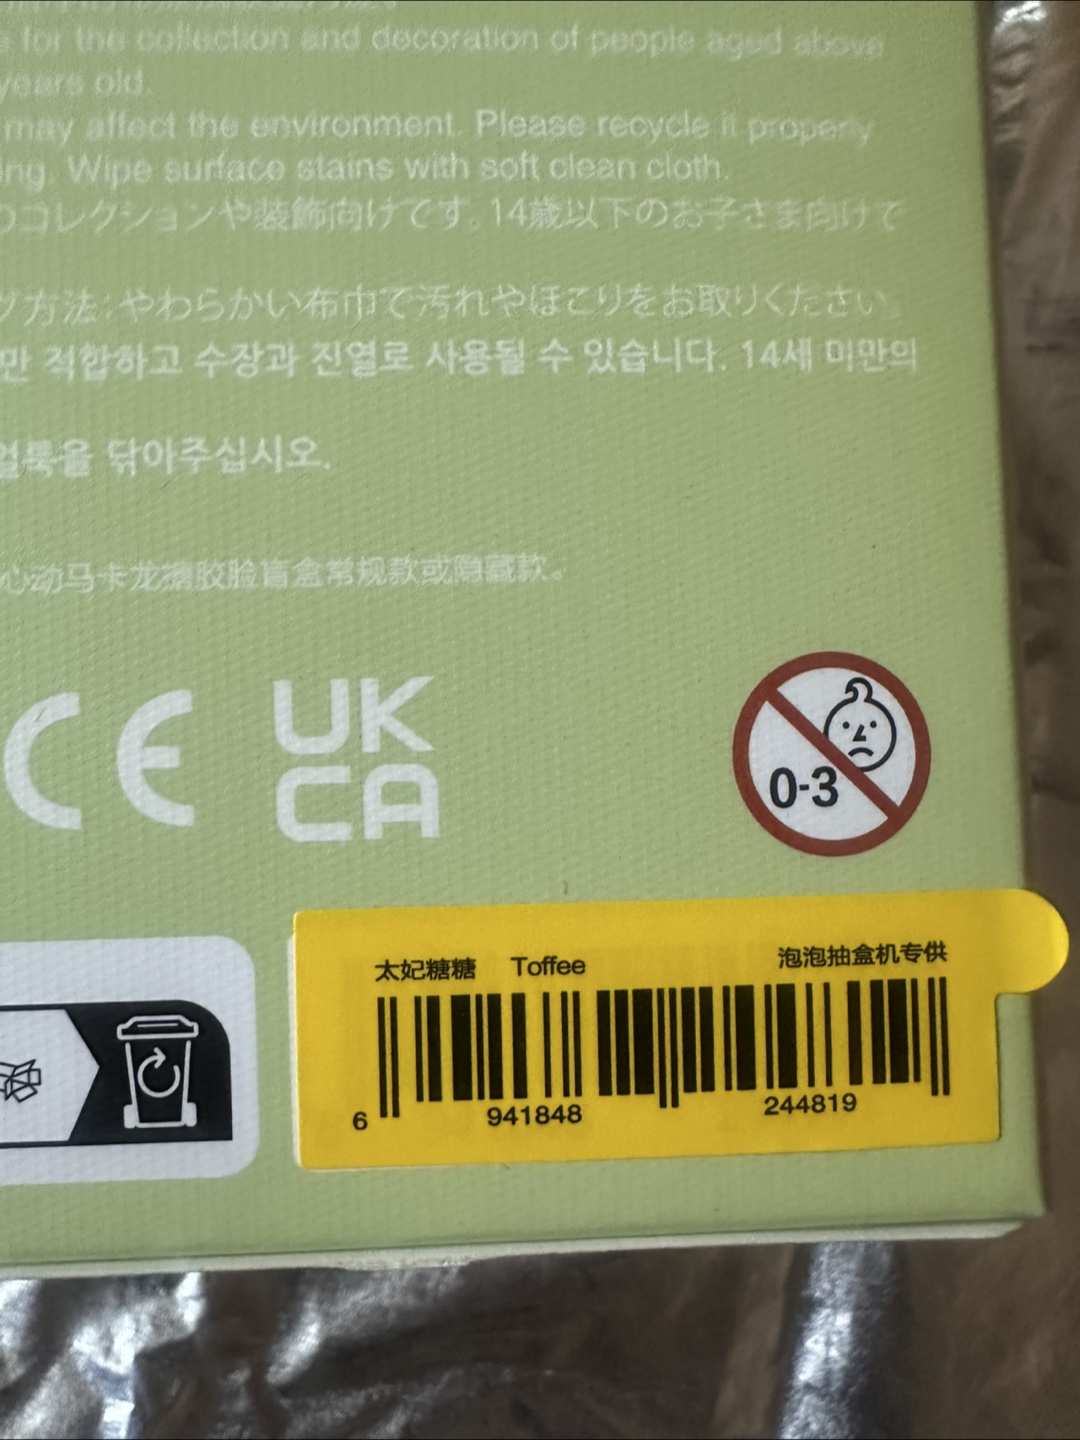 for the collection and decoration of people aged above
years old.
may affect the environment. Please recycle it properly
ing. Wipe surface stains with soft clean cloth.
のコレクションや装飾向けてす。14歳以下のお子さま向けて
グ方法：やわらかい布巾で汚れやほこりをお取りください。
만 적합하고 수장과 진열로 사용될 수 있습니다. 14세 미만의
얼룩을 닦아주십시오.
心动马卡龙搪胶脸盲盒常规款或隐藏款。
CE
UK
CA
0-3
太妃糖糖 Toffee 泡泡抽盒机专供
6 941848 244819